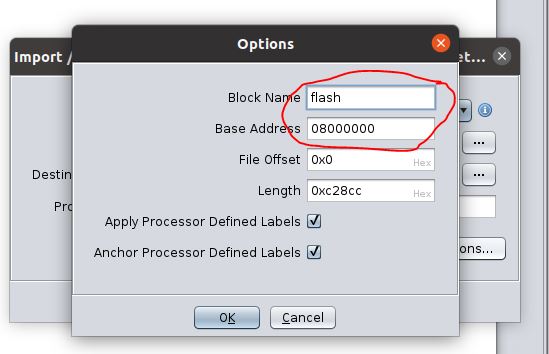 Options
Import /
et...
Block Name flash
Base Address 08000000
...
File Offset 0x0 Hex
Destin
...
Length 0xc28cc Hex
Pro
Apply Processor Defined Labels
ons...
Anchor Processor Defined Labels
OK Cancel